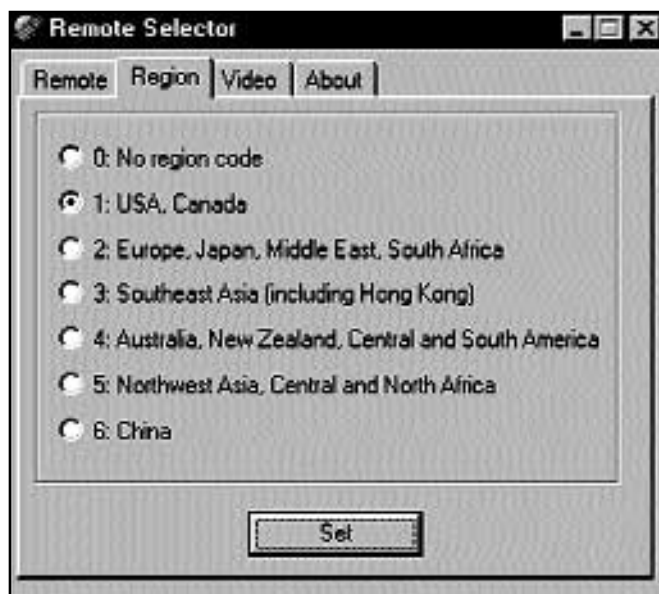 Remote Selector
Remote Region Video About
0: No region code
1: USA, Canada
2: Europe, Japan, Middle East, South Africa
3: Southeast Asia (including Hong Kong)
4: Australia, New Zealand, Central and South America
5: Northwest Asia, Central and North Africa
6: China
Set